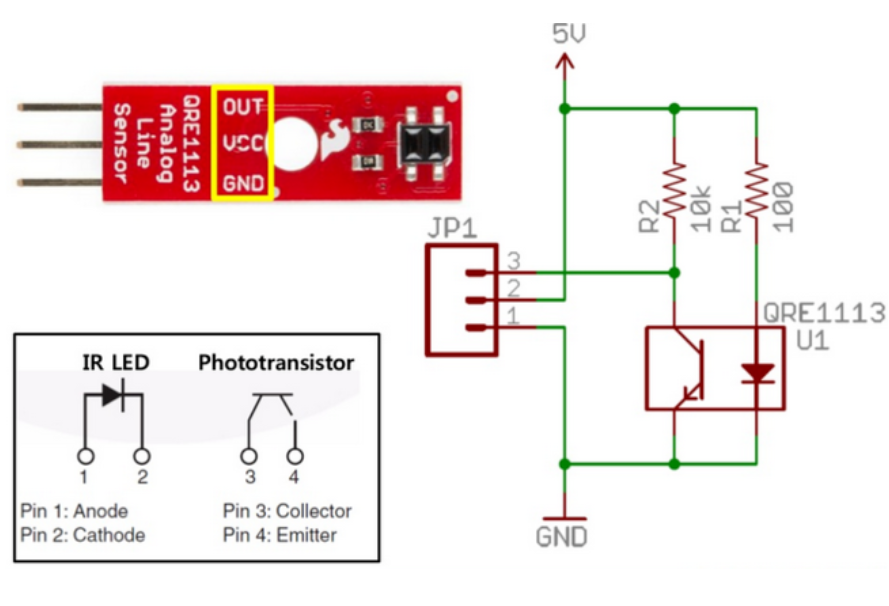 OUT
VCC
GND
QRE1113
Analog
Line
Sensor
5V
JP1
3
2
1
R2
10k
R1
100
QRE1113
U1
GND
IR LED
Phototransistor
1
2
3
4
Pin 1: Anode
Pin 2: Cathode
Pin 3: Collector
Pin 4: Emitter